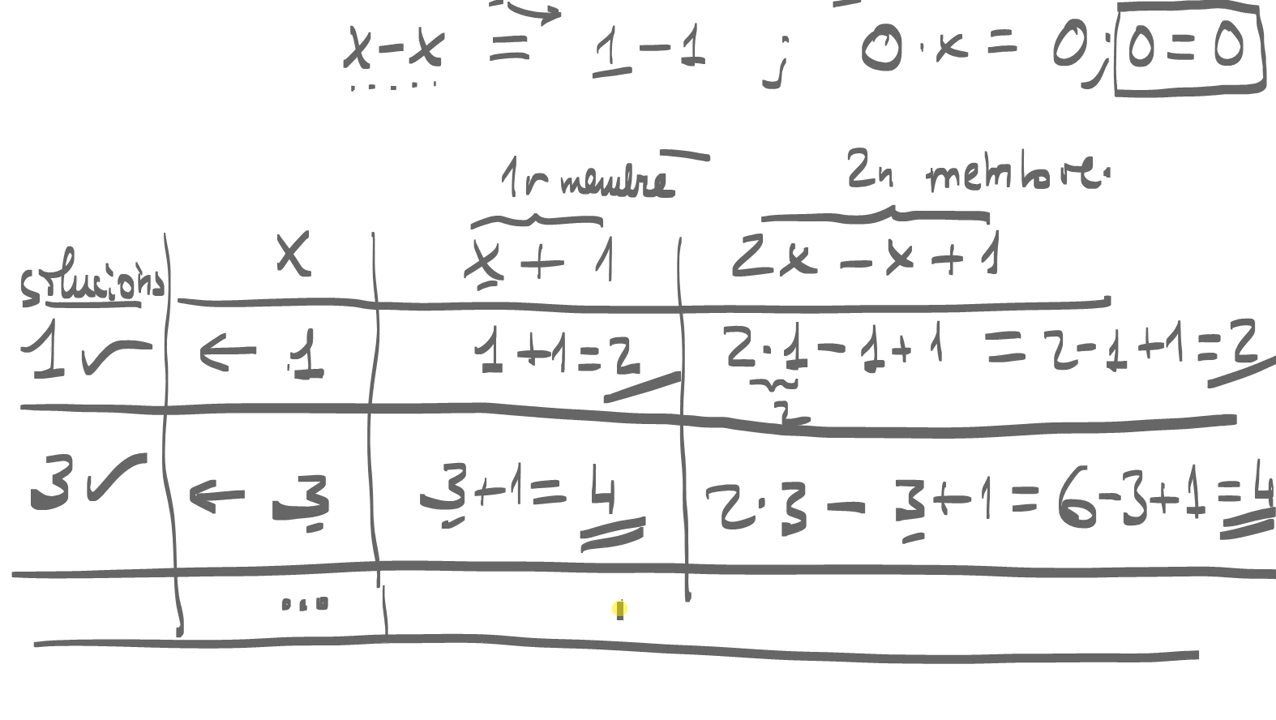 x-x = 1-1 ; 0·x = 0; 0=0
1r membre 2n membre.
solucions x x+1 2x-x+1
1 ✓ ← 1 1+1=2 2·1-1+1 = 2-1+1=2
2
3 ✓ ← 3 3+1=4 2·3-3+1=6-3+1=4
...